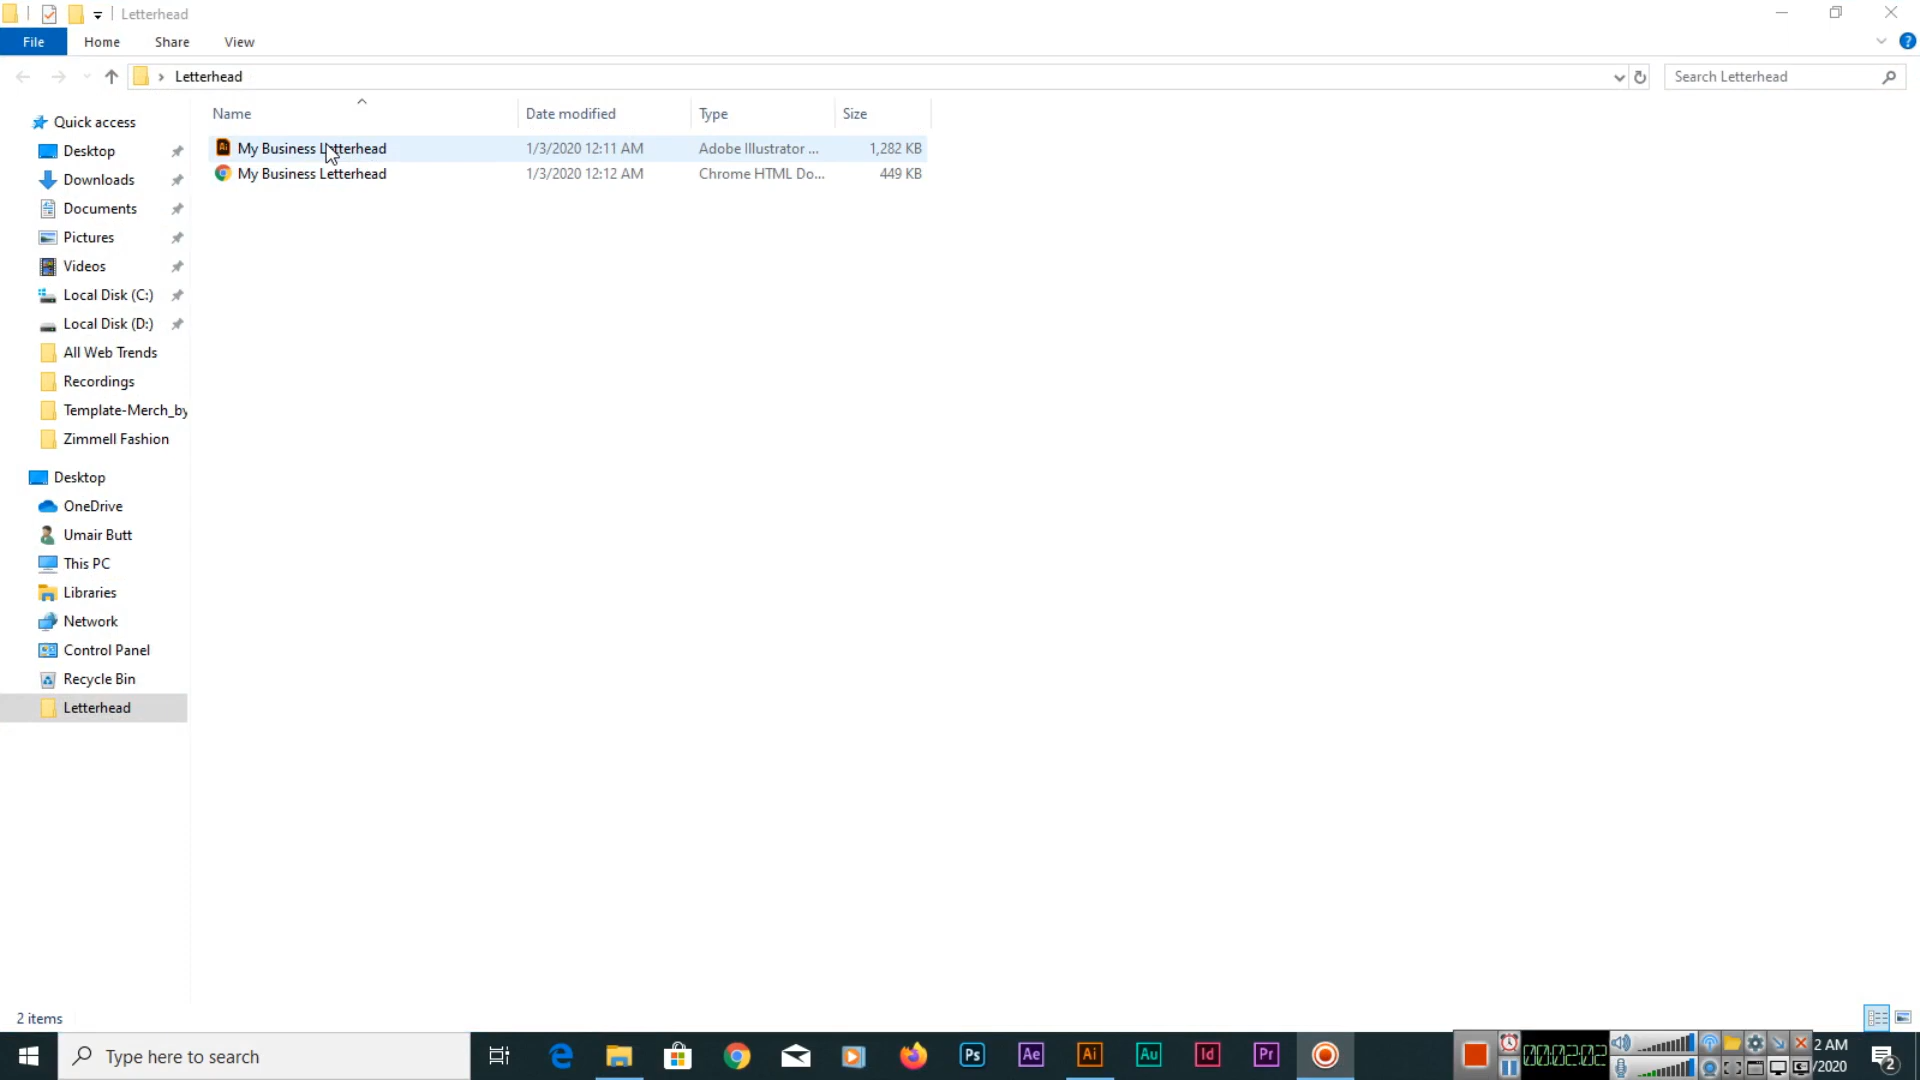 Letterhead
File Home Share View
Letterhead
Search Letterhead
Name Date modified Type Size
My Business Letterhead 1/3/2020 12:11 AM Adobe Illustrator ... 1,282 KB
My Business Letterhead 1/3/2020 12:12 AM Chrome HTML Do... 449 KB
Quick access
Desktop
Downloads
Documents
Pictures
Videos
Local Disk (C:)
Local Disk (D:)
All Web Trends
Recordings
Template-Merch_by
Zimmell Fashion
Desktop
OneDrive
Umair Butt
This PC
Libraries
Network
Control Panel
Recycle Bin
Letterhead
2 items
Type here to search
Ps Ae Ai Au Id Pr
00:02:02
2 AM
/2020
2